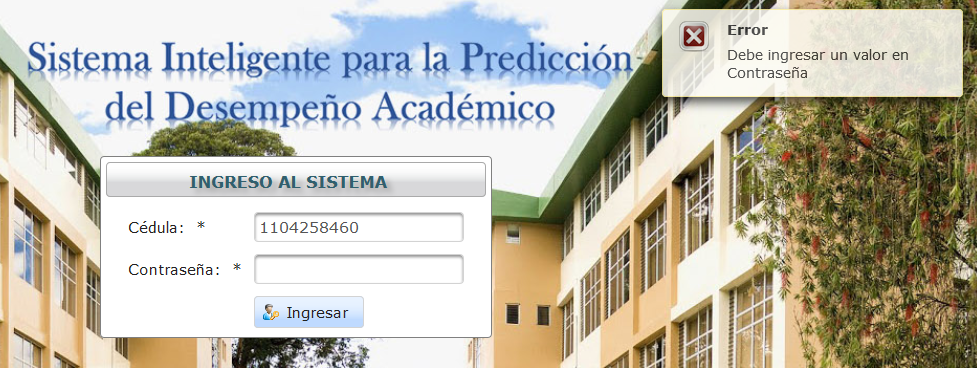 Sistema Inteligente para la Predicción
del Desempeño Académico
Error
Debe ingresar un valor en
Contraseña
INGRESO AL SISTEMA
Cédula: *
1104258460
Contraseña: *
Ingresar